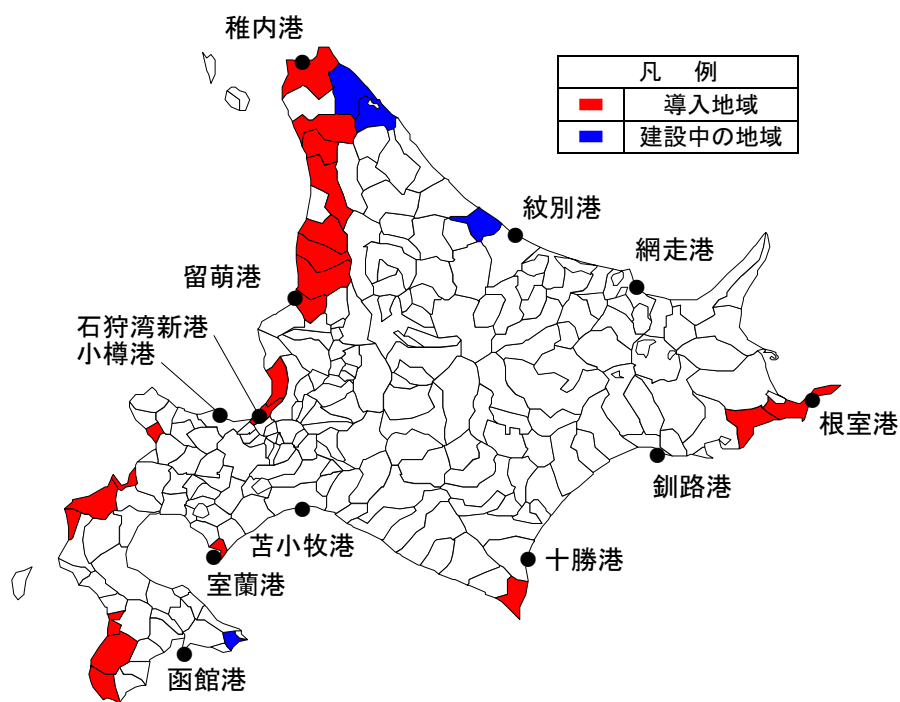 稚内港
凡 例
導入地域
建設中の地域
紋別港
網走港
留萌港
石狩湾新港
小樽港
根室港
釧路港
苫小牧港
十勝港
室蘭港
函館港